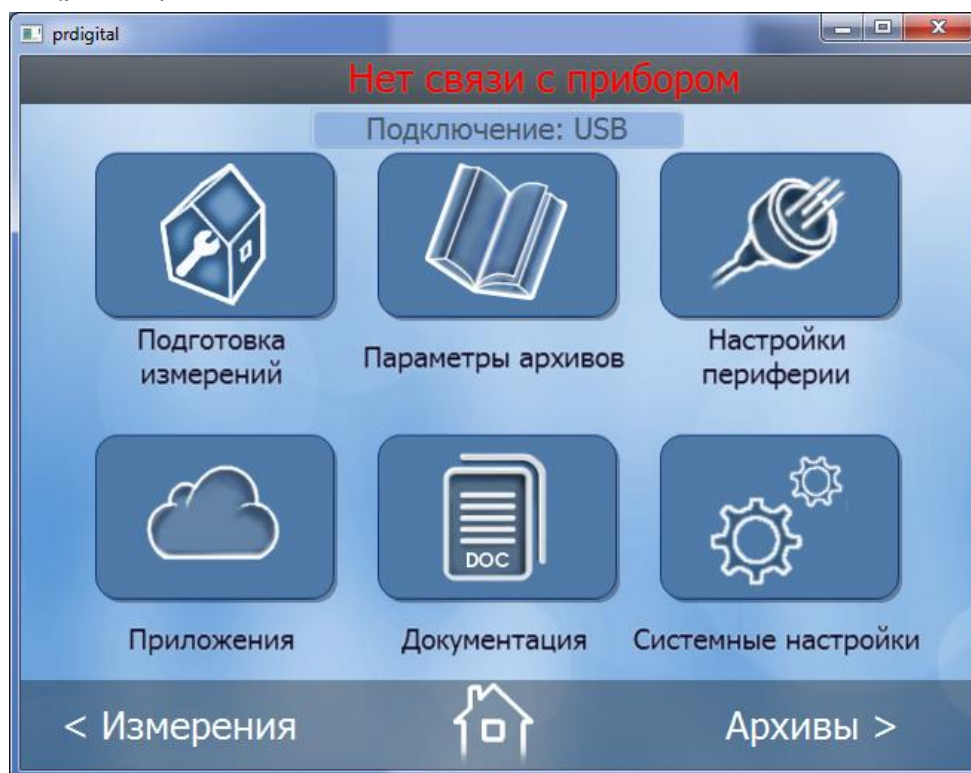 prdigital
Нет связи с прибором
Подключение: USB
Подготовка
измерений
Параметры архивов
Настройки
периферии
DOC
Приложения
Документация
Системные настройки
< Измерения
Архивы >